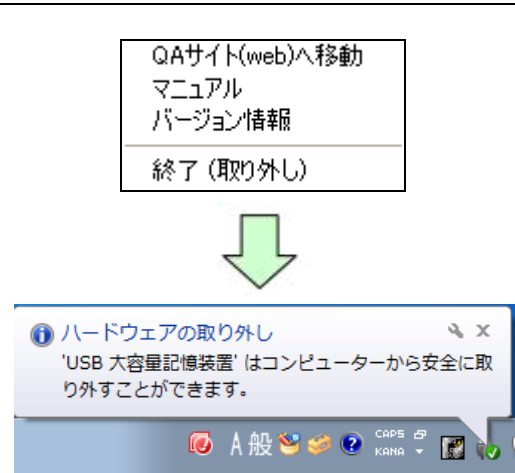 QAサイト(web)へ移動
マニュアル
バージョン情報
終了 (取り外し)
ハードウェアの取り外し
'USB 大容量記憶装置' はコンピューターから安全に取
り外すことができます。
A 般 CAPS
KANA